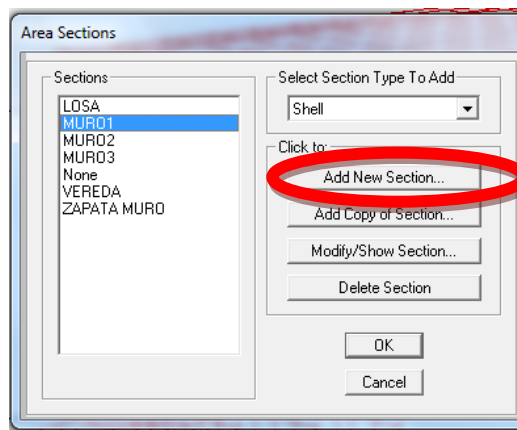 Area Sections
Sections
LOSA
MURO1
MURO2
MURO3
None
VEREDA
ZAPATA MURO
Select Section Type To Add
Shell
Click to:
Add New Section...
Add Copy of Section...
Modify/Show Section...
Delete Section
OK
Cancel